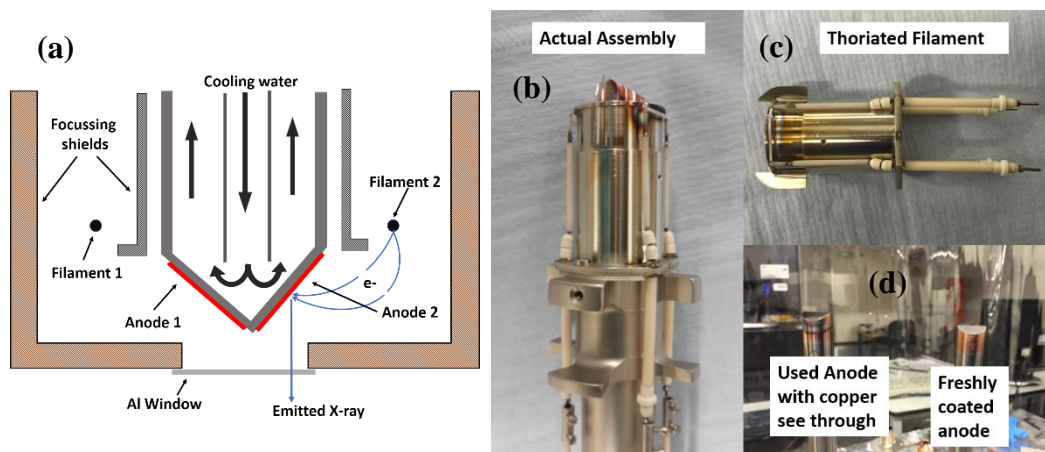 (a)
Cooling water
Focussing
shields
Filament 2
Filament 1
e-
Anode 1
Anode 2
Al Window
Emitted X-ray
Actual Assembly
(b)
(c)
Thoriated Filament
(d)
Used Anode
with copper
see through
Freshly
coated
anode